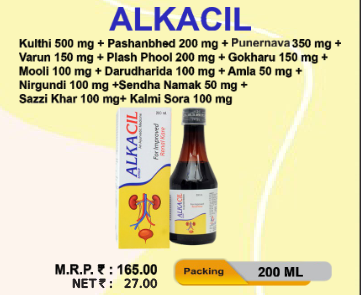 ALKACIL
Kulthi 500 mg + Pashanbhed 200 mg + Punernava 350 mg +
Varun 150 mg + Plash Phool 200 mg + Gokharu 150 mg +
Mooli 100 mg + Darudharida 100 mg + Amla 50 mg +
Nirgundi 100 mg +Sendha Namak 50 mg +
Sazzi Khar 100 mg+ Kalmi Sora 100 mg
ALKACIL
For Improved
Renal Kare
ALKACIL
M.R.P. ₹ : 165.00
NET ₹ : 27.00
Packing
200 ML